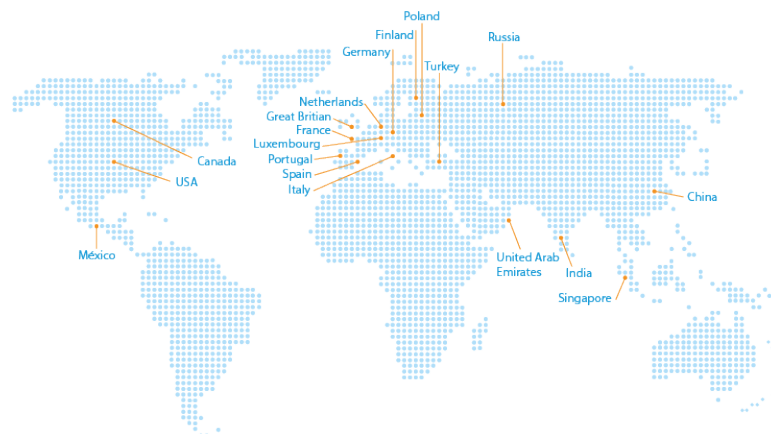 Poland
Finland
Russia
Germany
Turkey
Netherlands
Great Britian
France
Luxembourg
Portugal
Canada
Spain
USA
Italy
China
México
United Arab
Emirates
India
Singapore